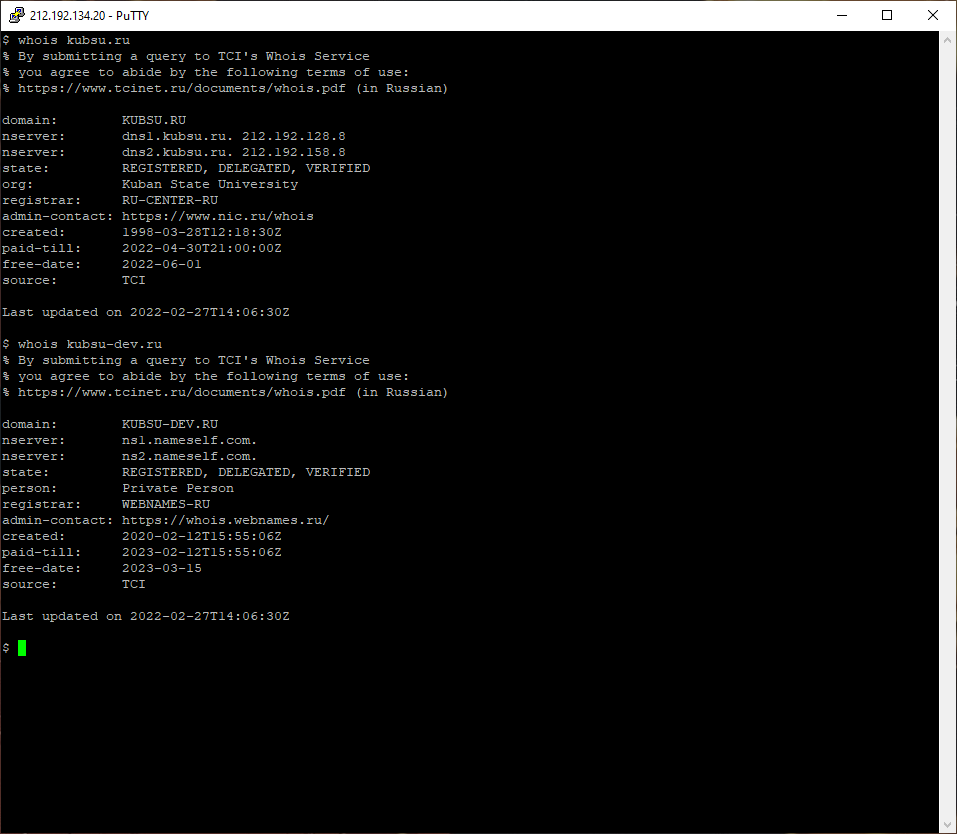 212.192.134.20 - PuTTY
$ whois kubsu.ru
% By submitting a query to TCI's Whois Service
% you agree to abide by the following terms of use:
% https://www.tcinet.ru/documents/whois.pdf (in Russian)
domain:        KUBSU.RU
nserver:       dns1.kubsu.ru. 212.192.128.8
nserver:       dns2.kubsu.ru. 212.192.158.8
state:         REGISTERED, DELEGATED, VERIFIED
org:           Kuban State University
registrar:     RU-CENTER-RU
admin-contact: https://www.nic.ru/whois
created:       1998-03-28T12:18:30Z
paid-till:     2022-04-30T21:00:00Z
free-date:     2022-06-01
source:        TCI
Last updated on 2022-02-27T14:06:30Z
$ whois kubsu-dev.ru
% By submitting a query to TCI's Whois Service
% you agree to abide by the following terms of use:
% https://www.tcinet.ru/documents/whois.pdf (in Russian)
domain:        KUBSU-DEV.RU
nserver:       ns1.nameself.com.
nserver:       ns2.nameself.com.
state:         REGISTERED, DELEGATED, VERIFIED
person:        Private Person
registrar:     WEBNAMES-RU
admin-contact: https://whois.webnames.ru/
created:       2020-02-12T15:55:06Z
paid-till:     2023-02-12T15:55:06Z
free-date:     2023-03-15
source:        TCI
Last updated on 2022-02-27T14:06:30Z
$